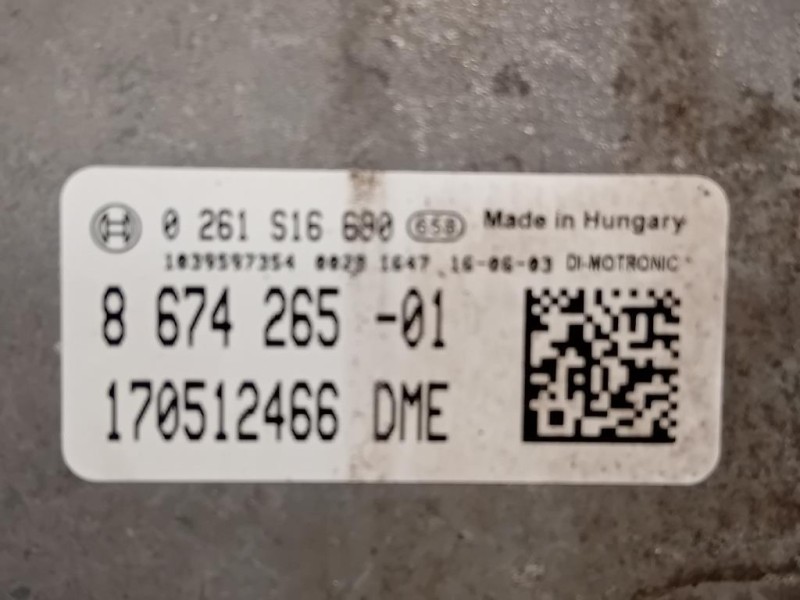 0 261 S16 680 658 Made in Hungary
1039S97354 0028 1647 16-06-03 DI-MOTRONIC
8 674 265 -01
170512466 DME